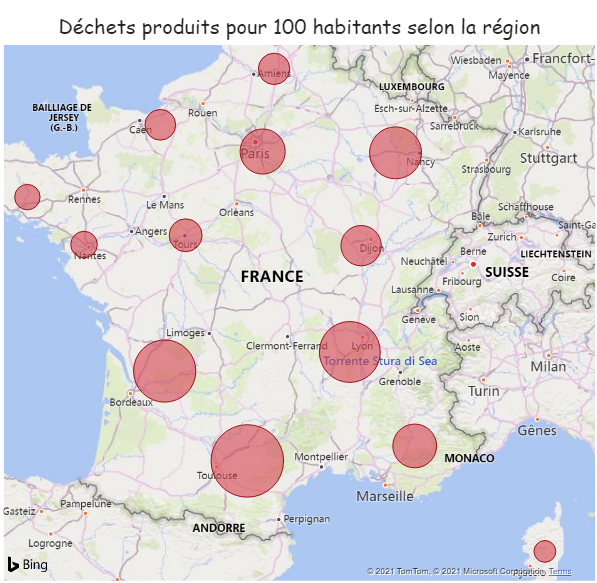 Déchets produits pour 100 habitants selon la région
Wiesbaden
Francfort-
Mayence
Amiens
LUXEMBOURG
BAILLIAGE DE
JERSEY
(G.-B.)
Rouen
Esch-sur-Alzette
Caen
Sarrebruck
Karlsruhe
Paris
Nancy
Stuttgart
Strasbourg
Rennes
Le Mans
Orléans
Schaffhouse
Bâle
Angers
Tours
Zurich
Saint-Ga
Nantes
Dijon
Berne
Neuchâtel
LIECHTENSTEIN
FRANCE
SUISSE
Coire
Fribourg
Lausanne
Genève
Sion
Limoges
Clermont-Ferrand
Lyon
Aoste
Torrente Stura di Sea
Milan
Grenoble
Turin
Bordeaux
Gênes
Montpellier
MONACO
Toulouse
Marseille
Pampelune
Gasteiz
Perpignan
ANDORRE
Logrogne
Bing
© 2021 TomTom, © 2021 Microsoft Corporation Terms